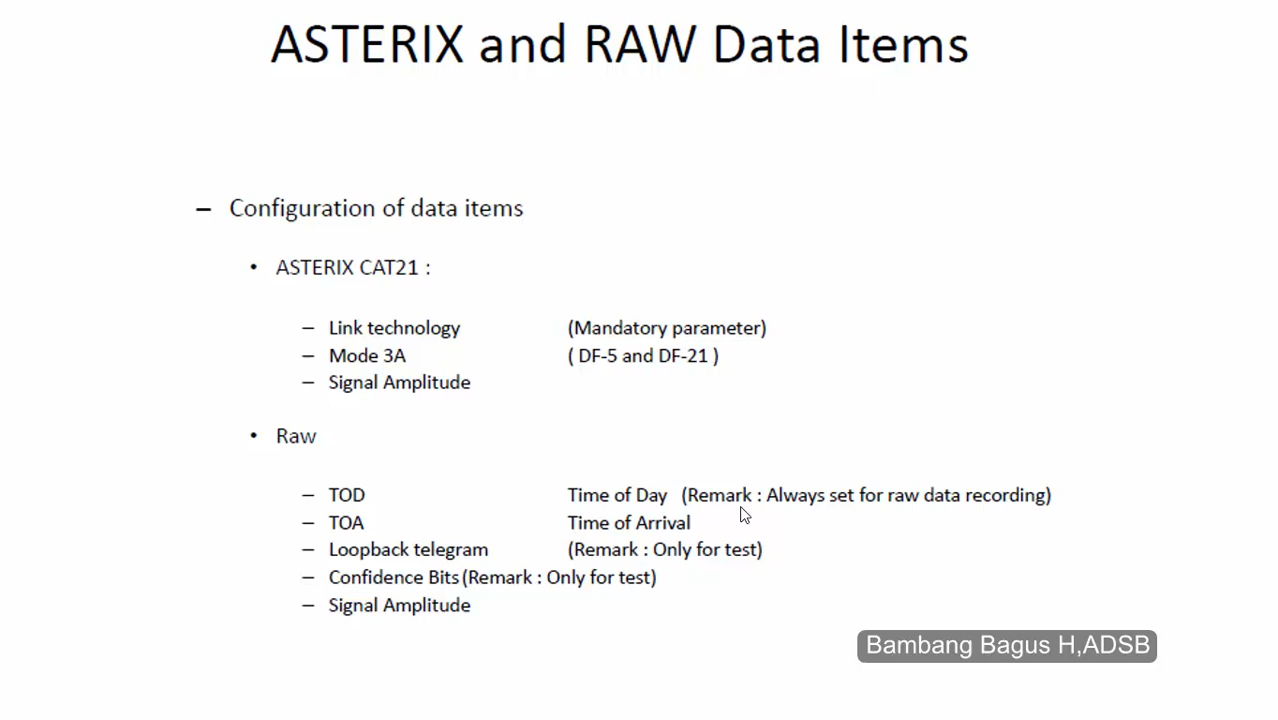 ASTERIX and RAW Data Items
– Configuration of data items
• ASTERIX CAT21 :
– Link technology (Mandatory parameter)
– Mode 3A ( DF-5 and DF-21 )
– Signal Amplitude
• Raw
– TOD Time of Day (Remark : Always set for raw data recording)
– TOA Time of Arrival
– Loopback telegram (Remark : Only for test)
– Confidence Bits (Remark : Only for test)
– Signal Amplitude
Bambang Bagus H,ADSB